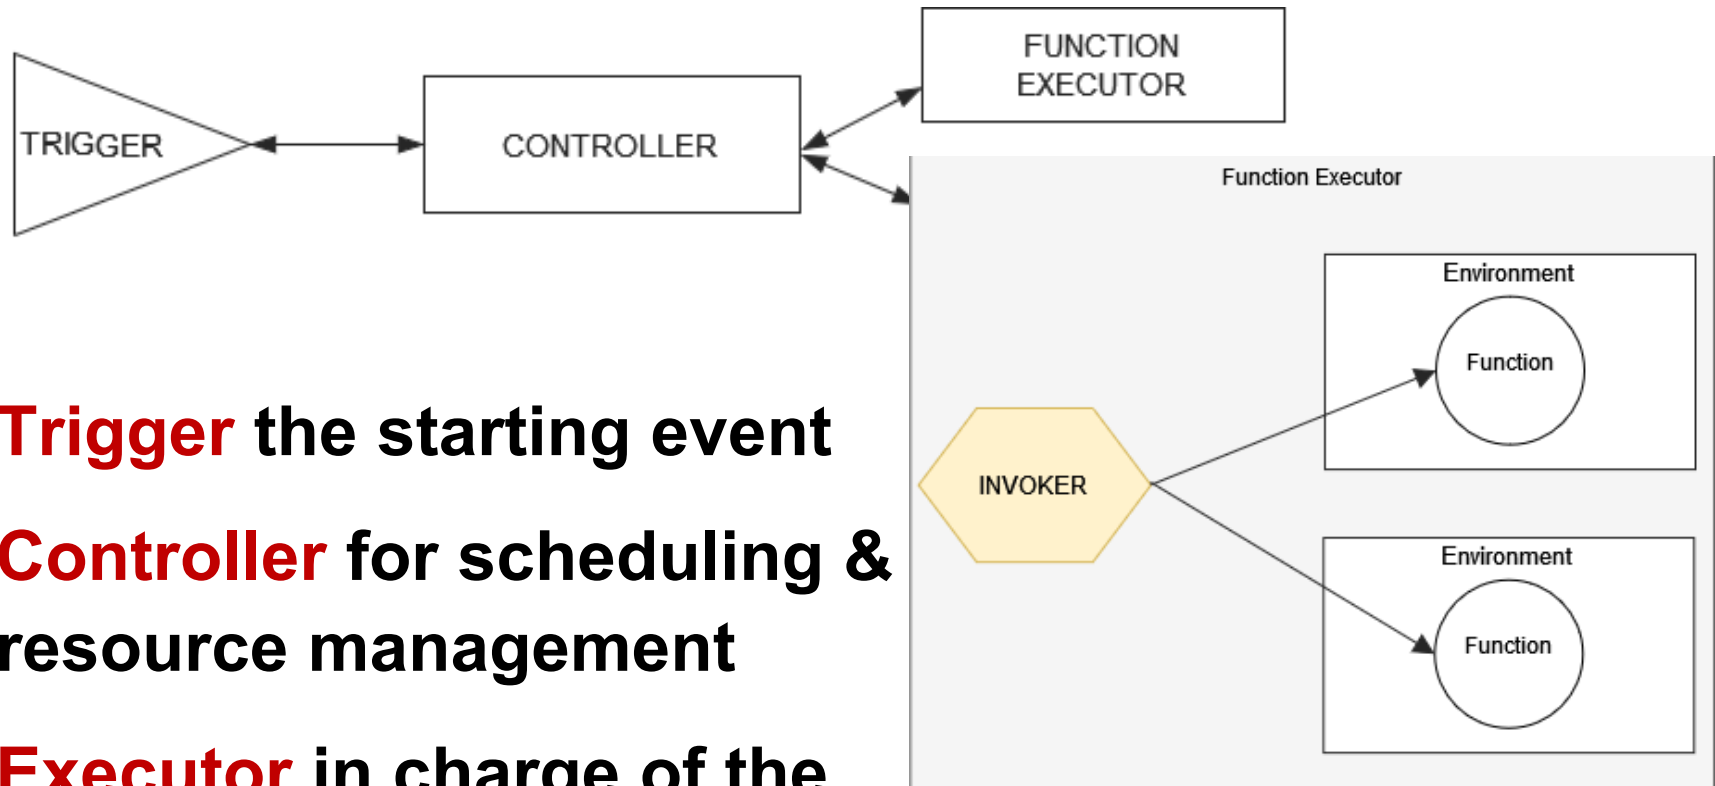 TRIGGER
CONTROLLER
FUNCTION
EXECUTOR
Function Executor
Environment
Function
INVOKER
Environment
Function
Trigger the starting event
Controller for scheduling &
resource management
Executor in charge of the